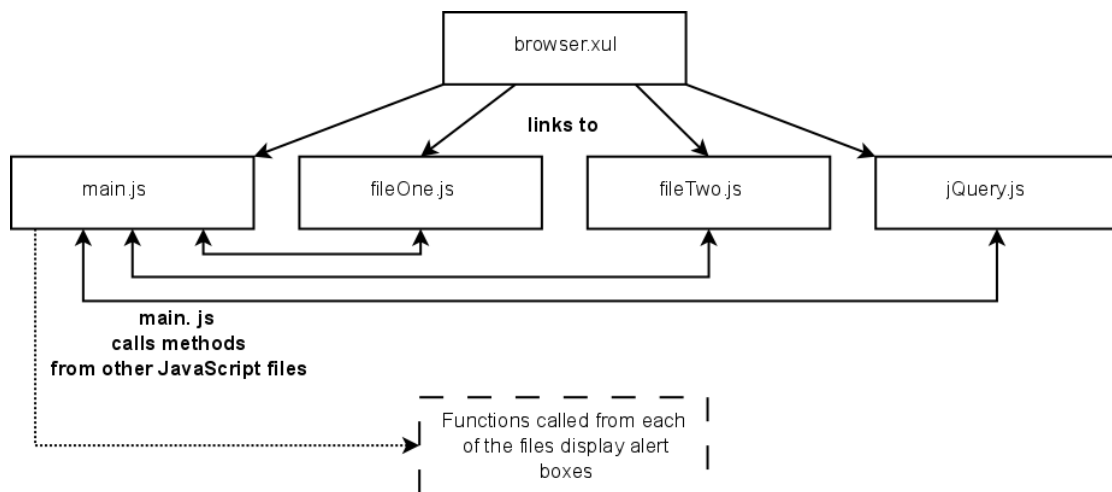 browser.xul
links to
main.js
fileOne.js
fileTwo.js
jQuery.js
main. js
calls methods
from other JavaScript files
Functions called from each
of the files display alert
boxes